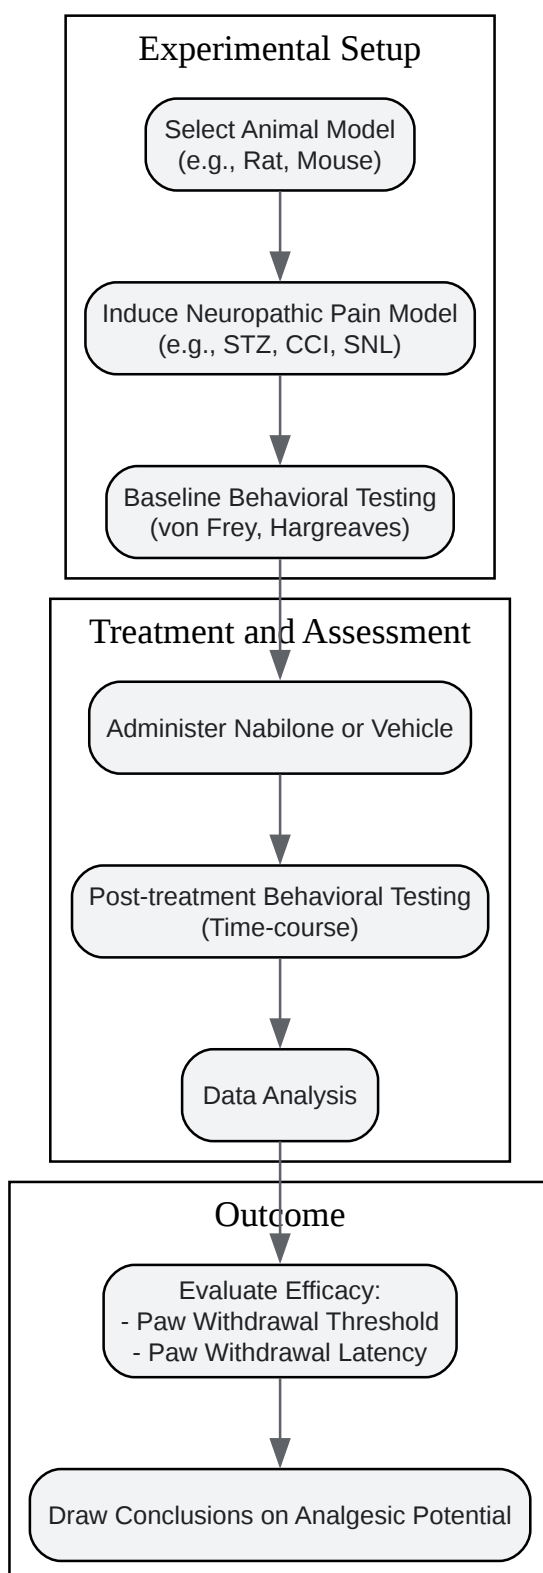 Experimental Setup
Select Animal Model
(e.g., Rat, Mouse)
Induce Neuropathic Pain Model
(e.g., STZ, CCI, SNL)
Baseline Behavioral Testing
(von Frey, Hargreaves)
Treatment and Assessment
Administer Nabilone or Vehicle
Post-treatment Behavioral Testing
(Time-course)
Data Analysis
Outcome
Evaluate Efficacy:
- Paw Withdrawal Threshold
- Paw Withdrawal Latency
Draw Conclusions on Analgesic Potential